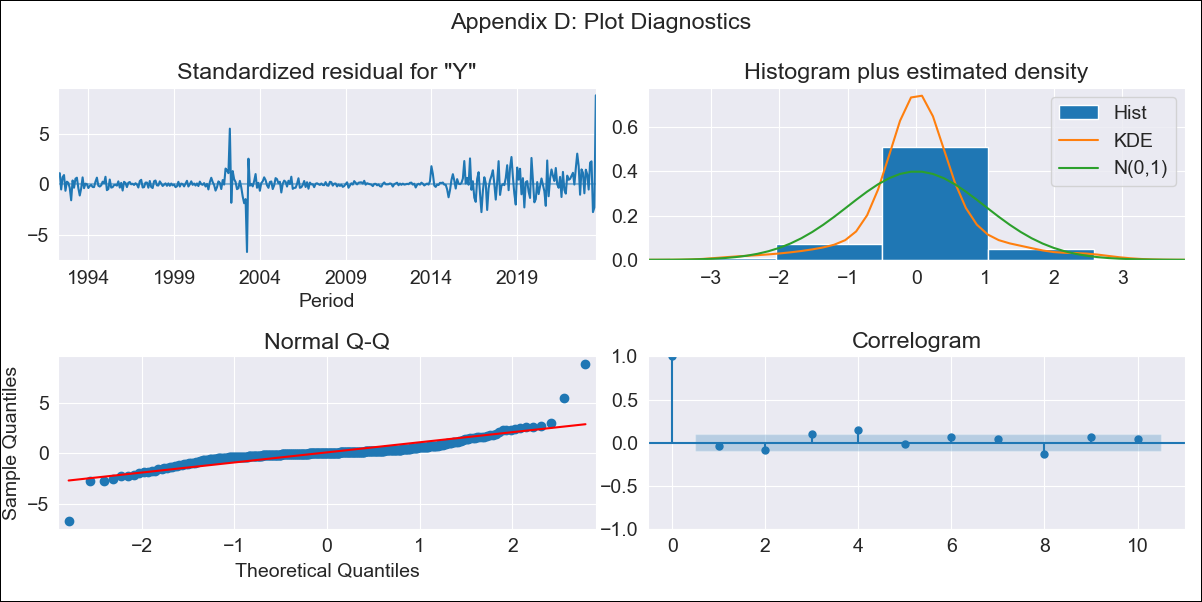 Appendix D: Plot Diagnostics
Standardized residual for "Y"
5
0
−5
1994 1999 2004 2009 2014 2019
Period
Histogram plus estimated density
Hist
KDE
N(0,1)
0.6
0.4
0.2
0.0
−3 −2 −1 0 1 2 3
Normal Q-Q
Sample Quantiles
5
0
−5
−2 −1 0 1 2
Theoretical Quantiles
Correlogram
1.0
0.5
0.0
−0.5
−1.0
0 2 4 6 8 10